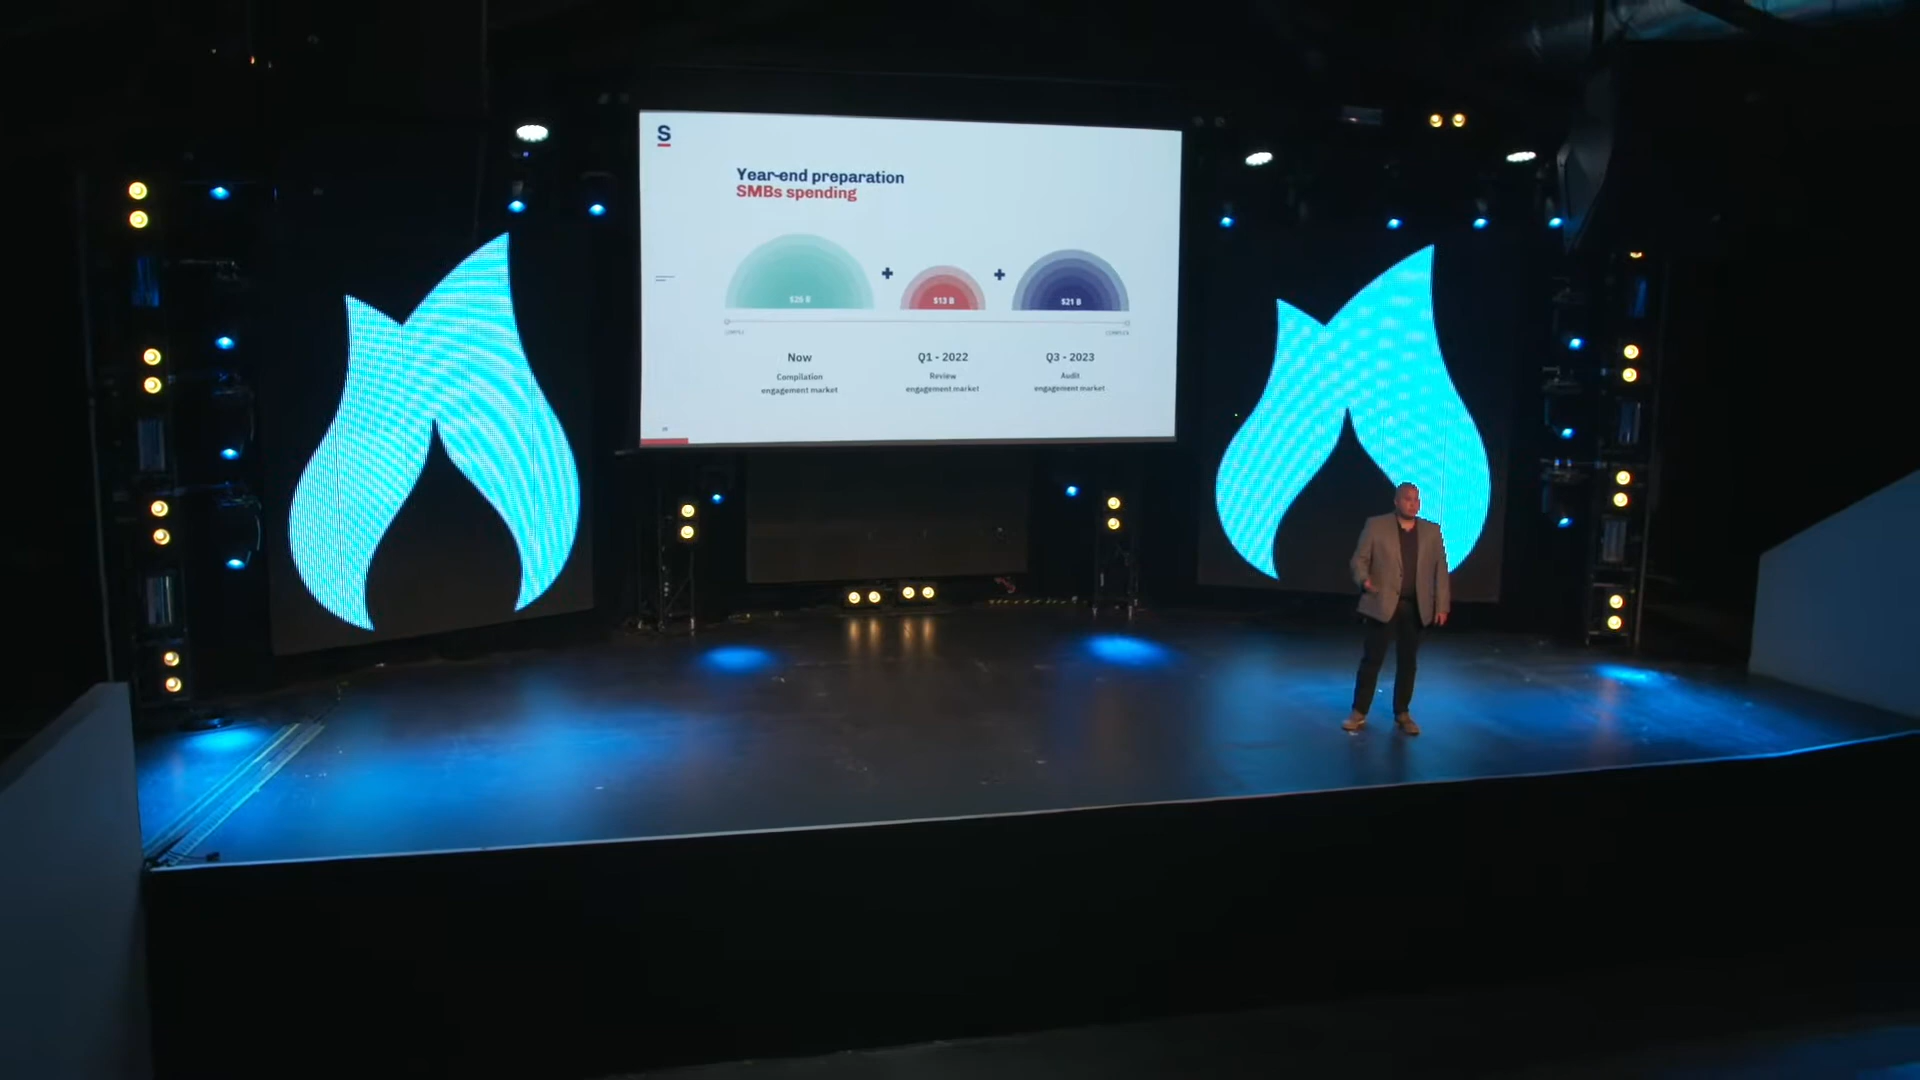 S
Year-end preparation
SMBs spending
$13 B
$21 B
Now
Q1 - 2022
Q3 - 2023
Compilation
engagement market
Review
engagement market
Audit
engagement market